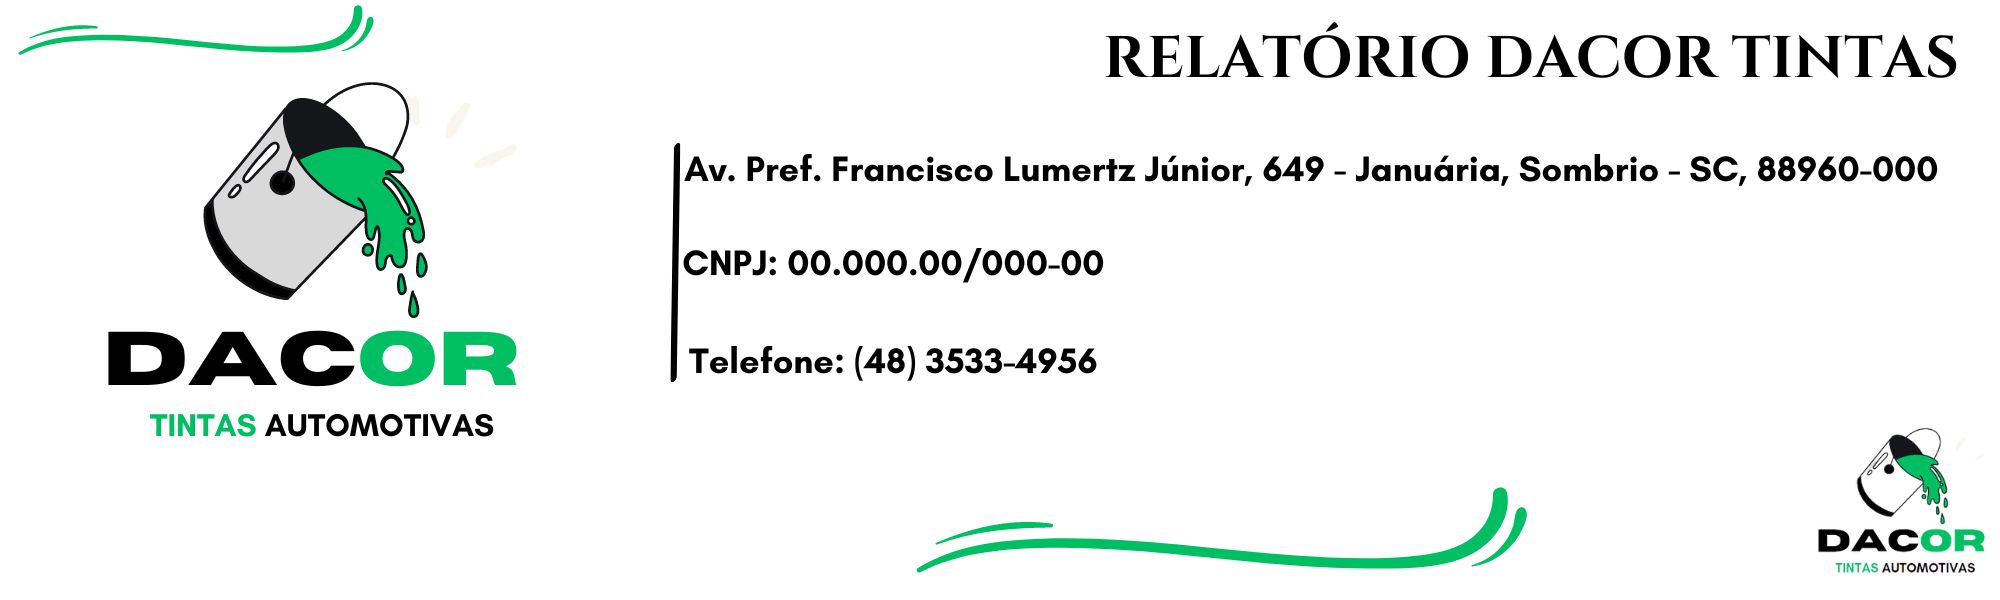 RELATÓRIO DACOR TINTAS
Av. Pref. Francisco Lumertz Júnior, 649 - Januária, Sombrio - SC, 88960-000
CNPJ: 00.000.00/000-00
Telefone: (48) 3533-4956
DACOR
TINTAS AUTOMOTIVAS
DACOR
TINTAS AUTOMOTIVAS